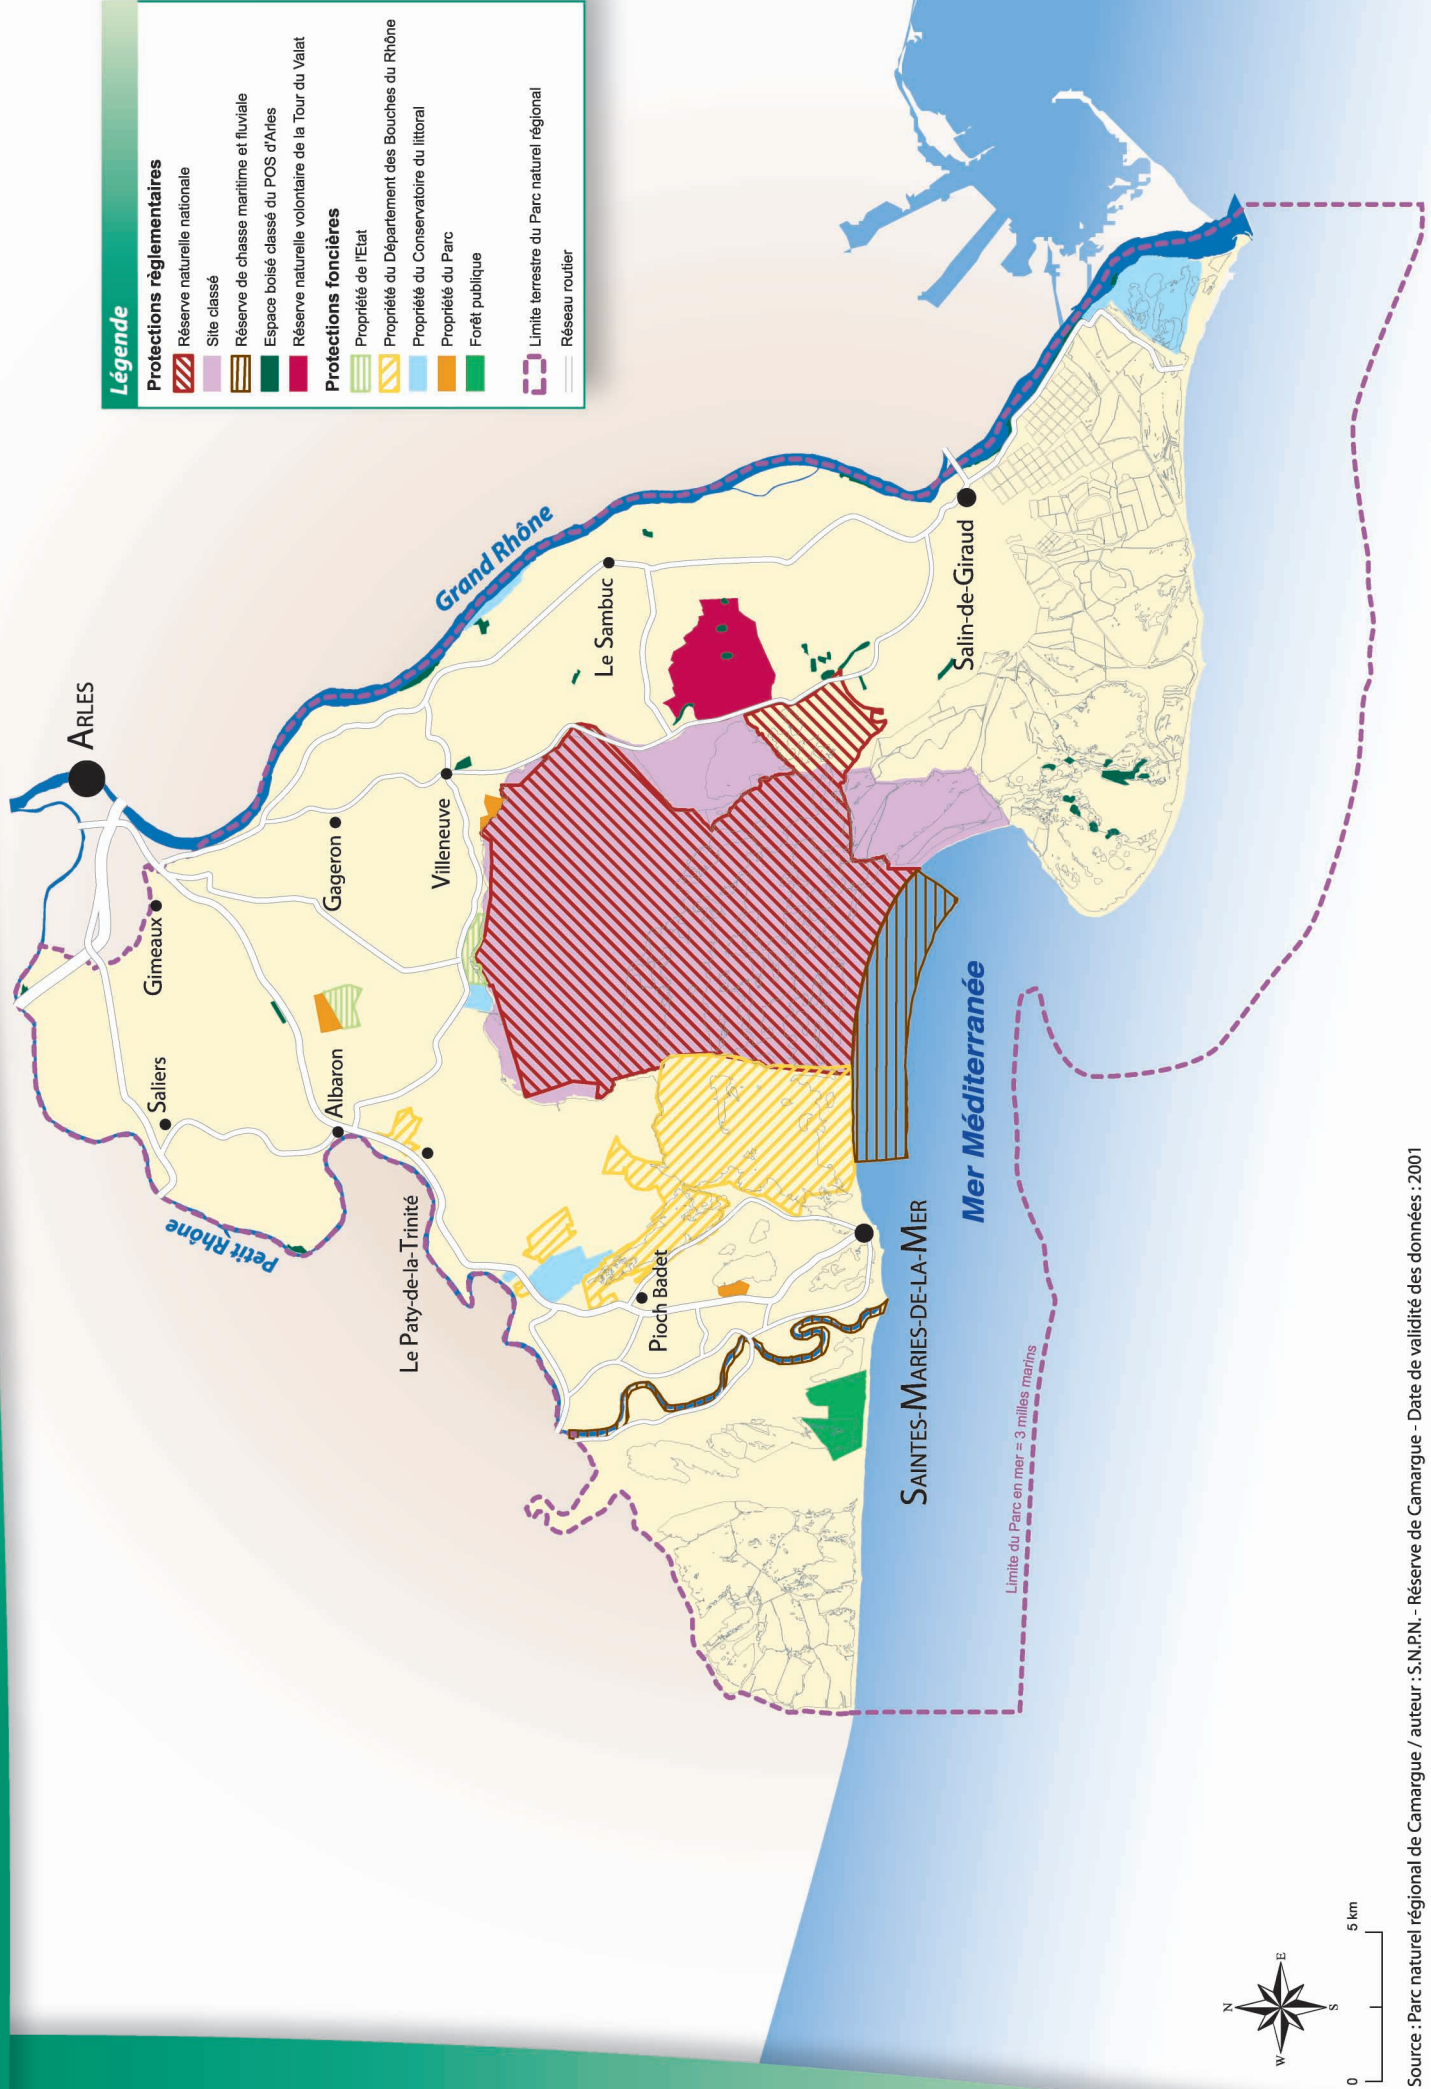 Légende
Protections règlementaires
Réserve naturelle nationale
Site classé
Réserve de chasse maritime et fluviale
Espace boisé classé du POS d'Arles
Réserve naturelle volontaire de la Tour du Valat
Protections foncières
Propriété de l'Etat
Propriété du Département des Bouches du Rhône
Propriété du Conservatoire du littoral
Propriété du Parc
Forêt publique
Limite terrestre du Parc naturel régional
Réseau routier
ARLES
Gimeaux
Saliers
Gageron
Albaron
Petit Rhône
Grand Rhône
Villeneuve
Le Paty-de-la-Trinité
Le Sambuc
Pioch Badet
Salin-de-Giraud
SAINTES-MARIES-DE-LA-MER
Mer Méditerranée
Limite du Parc en mer = 3 milles marins
N
W
E
S
0
5 km
Source : Parc naturel régional de Camargue / auteur : S.N.P.N. - Réserve de Camargue - Date de validité des données : 2001